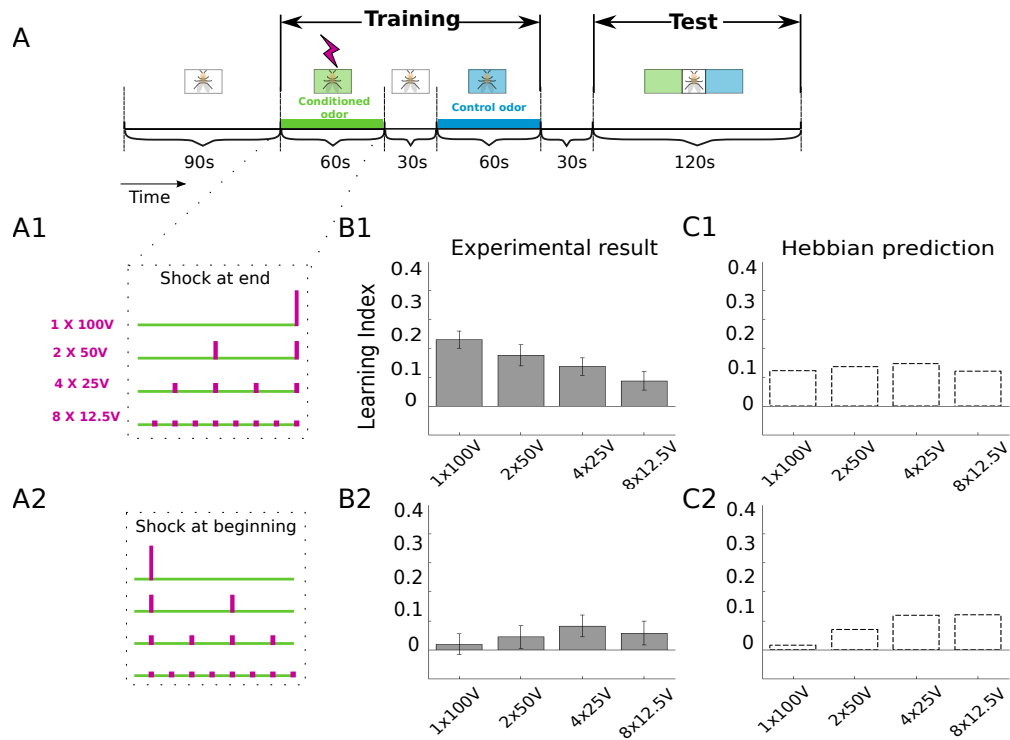 A
Training
Test
Conditioned
odor
Control odor
90s
60s
30s
60s
30s
120s
Time
A1
Shock at end
1 X 100V
2 X 50V
4 X 25V
8 X 12.5V
B1
Experimental result
Learning Index
0.4
0.3
0.2
0.1
0
1x100V
2x50V
4x25V
8x12.5V
C1
Hebbian prediction
0.4
0.3
0.2
0.1
0
1x100V
2x50V
4x25V
8x12.5V
A2
Shock at beginning
B2
0.4
0.3
0.2
0.1
0
1x100V
2x50V
4x25V
8x12.5V
C2
0.4
0.3
0.2
0.1
0
1x100V
2x50V
4x25V
8x12.5V